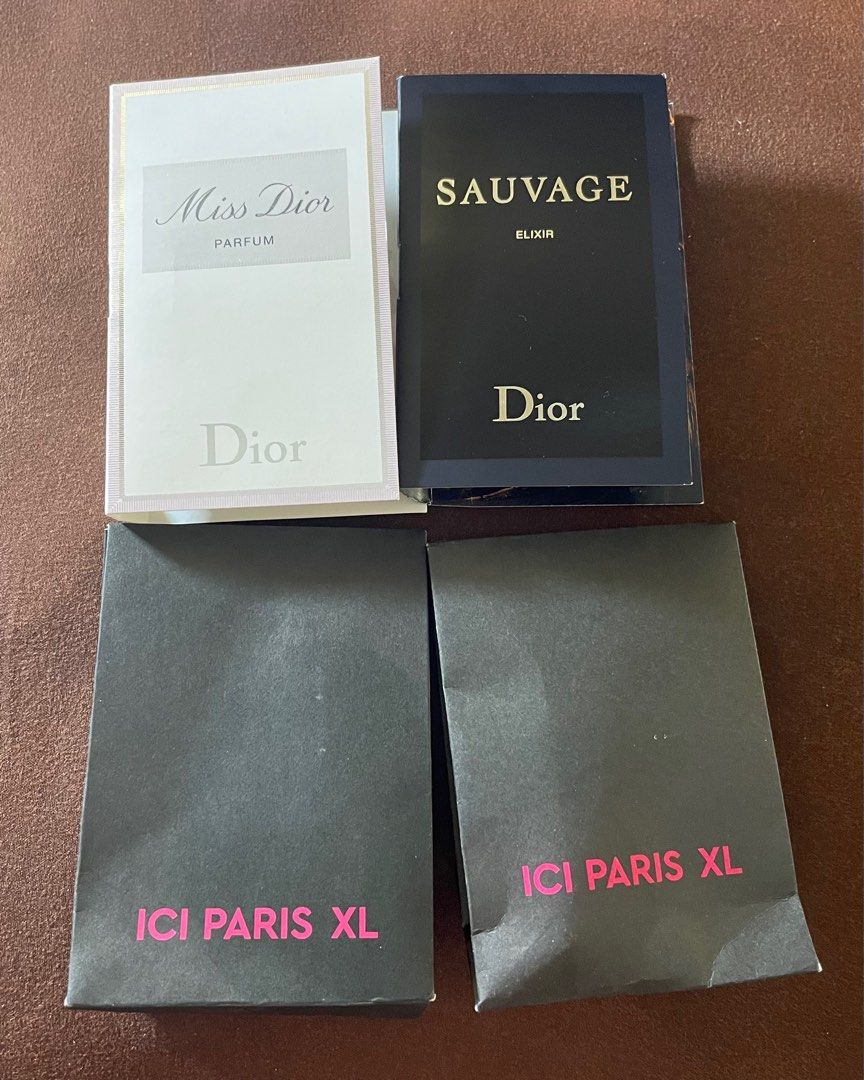 Miss Dior
PARFUM
Dior
SAUVAGE
ELIXIR
Dior
ICI PARIS XL
ICI PARIS XL